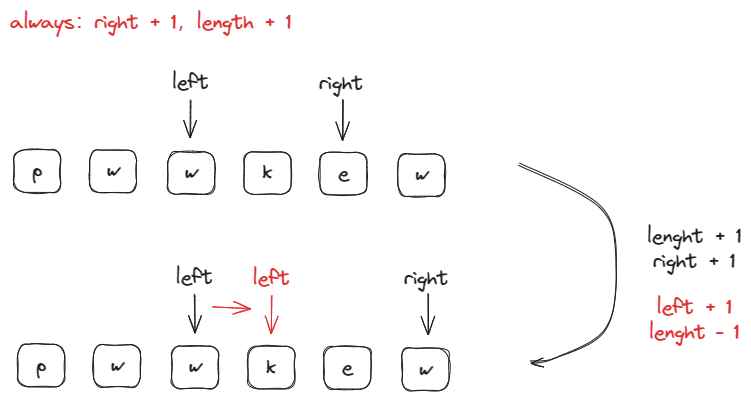 always: right + 1, length + 1
left right
p w w k e w
lenght + 1
right + 1
left + 1
lenght - 1
left left right
p w w k e w